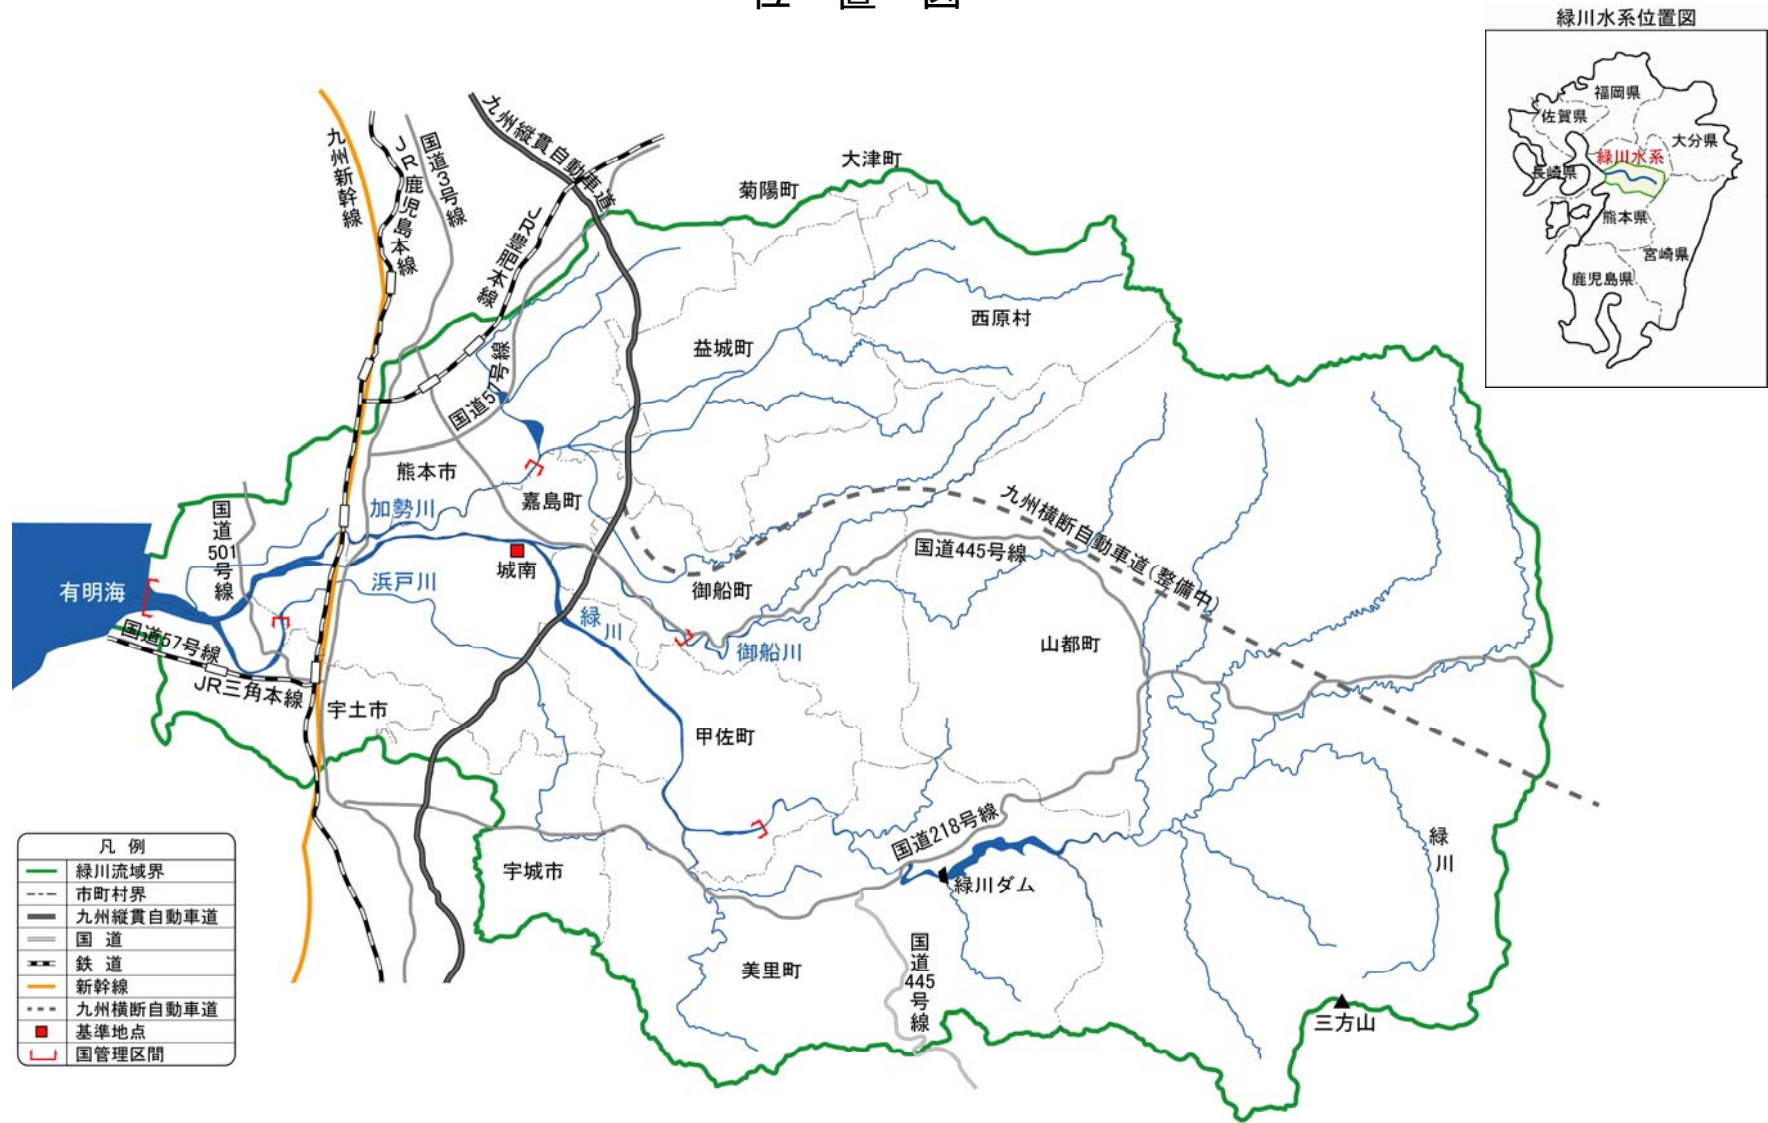 位置図
緑川水系位置図
福岡県
佐賀県
大分県
緑川水系
長崎県
熊本県
宮崎県
鹿児島県
九州新幹線
JR鹿児島本線
国道3号線
九州縦貫自動車道
JR豊肥本線
大津町
菊陽町
西原村
益城町
国道57号線
熊本市
加勢川
嘉島町
国道501号線
城南
有明海
浜戸川
緑川
御船町
御船川
国道445号線
九州横断自動車道(整備中)
山都町
国道57号線
JR三角本線
宇土市
甲佐町
国道218号線
緑川
宇城市
緑川ダム
美里町
国道445号線
三方山
凡例
緑川流域界
市町村界
九州縦貫自動車道
国道
鉄道
新幹線
九州横断自動車道
基準地点
国管理区間